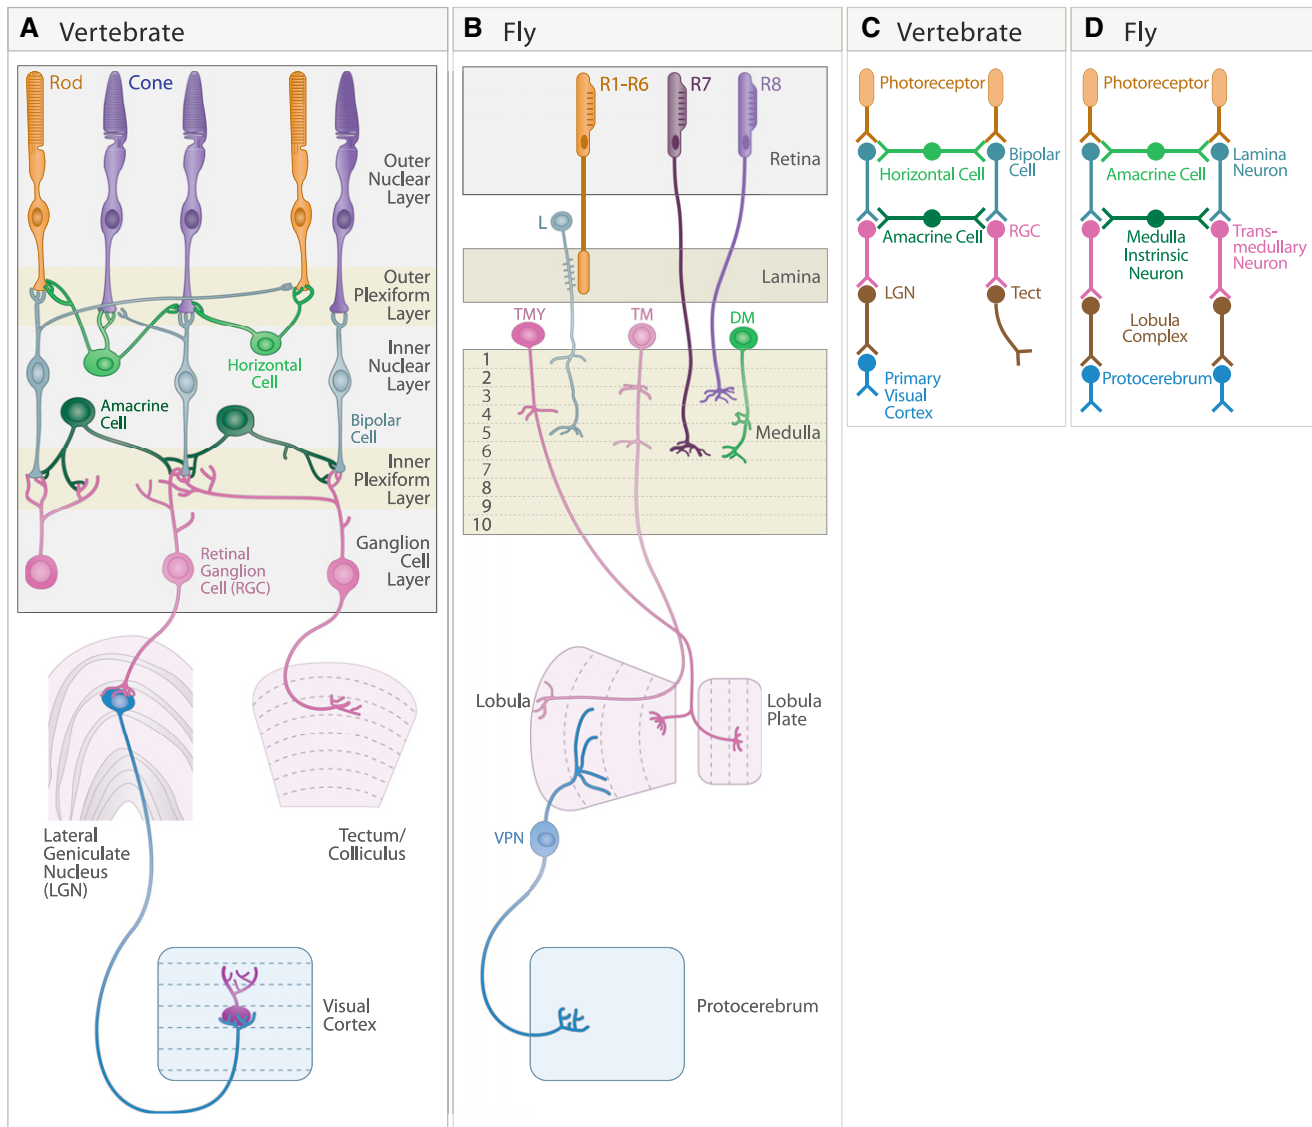 A Vertebrate
Rod
Cone
Outer
Nuclear
Layer
Outer
Plexiform
Layer
Horizontal
Cell
Inner
Nuclear
Layer
Amacrine
Cell
Bipolar
Cell
Inner
Plexiform
Layer
Retinal
Ganglion
Cell (RGC)
Ganglion
Cell
Layer
Lateral
Geniculate
Nucleus
(LGN)
Tectum/
Colliculus
Visual
Cortex
B Fly
R1-R6
R7
R8
Retina
L
Lamina
TMY
TM
DM
1
2
3
4
5
6
7
8
9
10
Medulla
Lobula
Lobula
Plate
VPN
Protocerebrum
C Vertebrate
Photoreceptor
Horizontal Cell
Bipolar
Cell
Amacrine Cell
RGC
LGN
Tect
Primary
Visual
Cortex
D Fly
Photoreceptor
Amacrine Cell
Lamina
Neuron
Medulla
Instrinsic
Neuron
Trans-
medullary
Neuron
Lobula
Complex
Protocerebrum